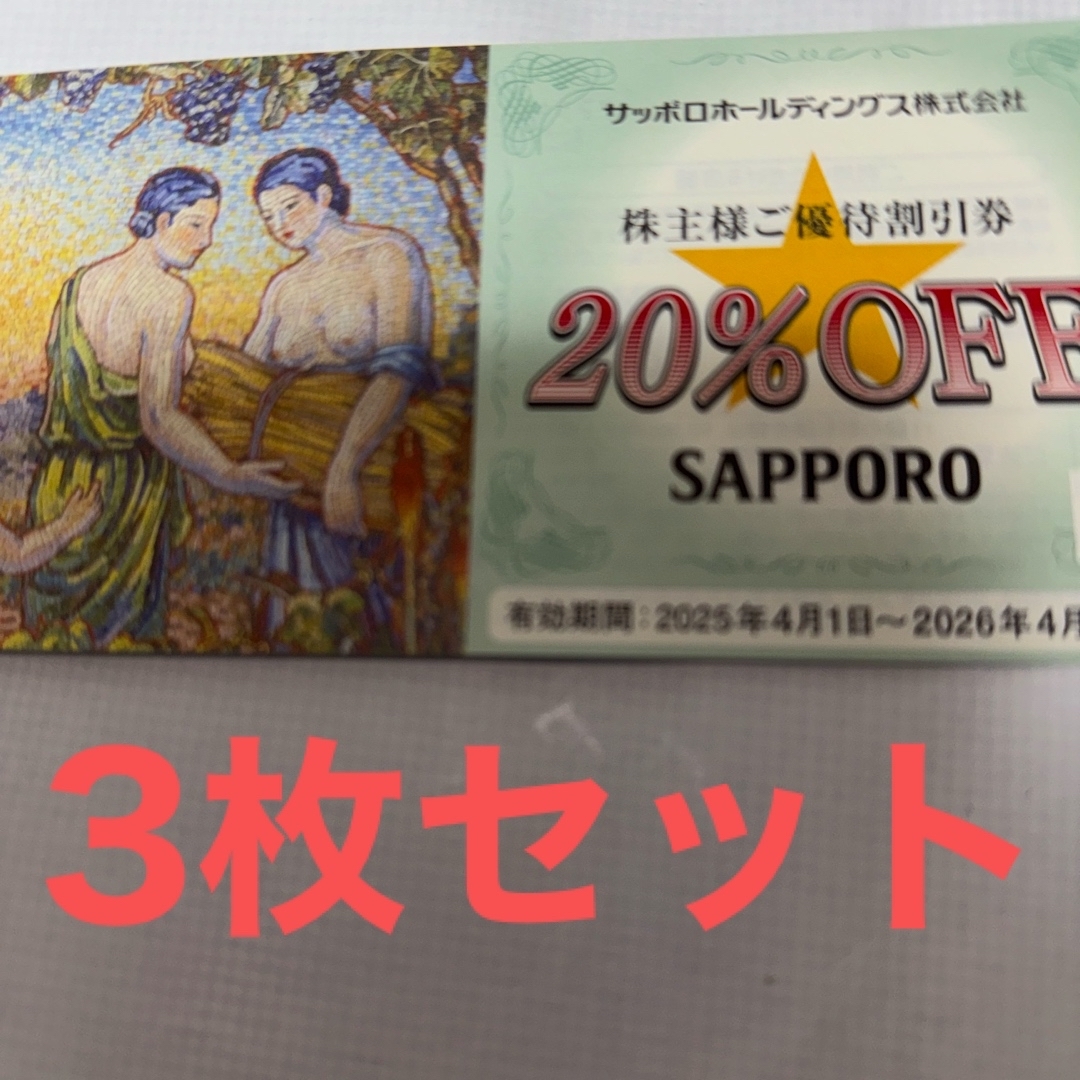 サッポロホールディングス株式会社
株主様ご優待割引券
20%OFF
SAPPORO
有効期間：2025年4月1日〜2026年4月
3枚セット